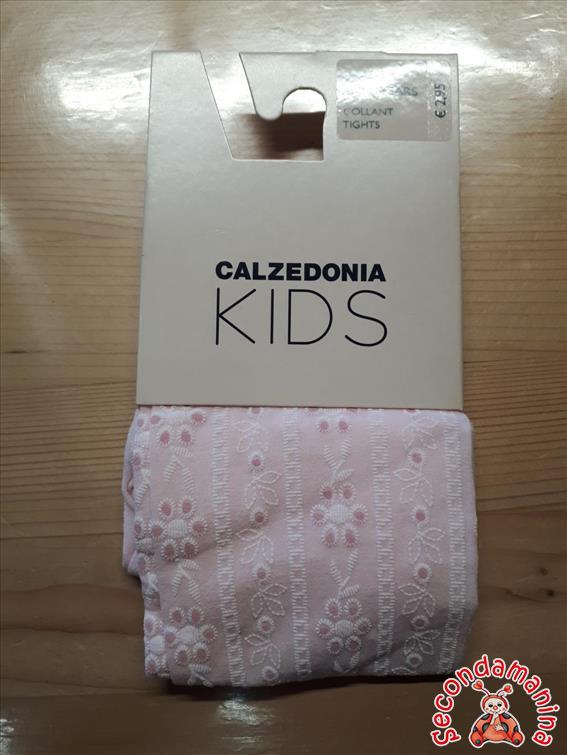 COLLANT
TIGHTS
€ 2,95
CALZEDONIA
KIDS
Secondamanina